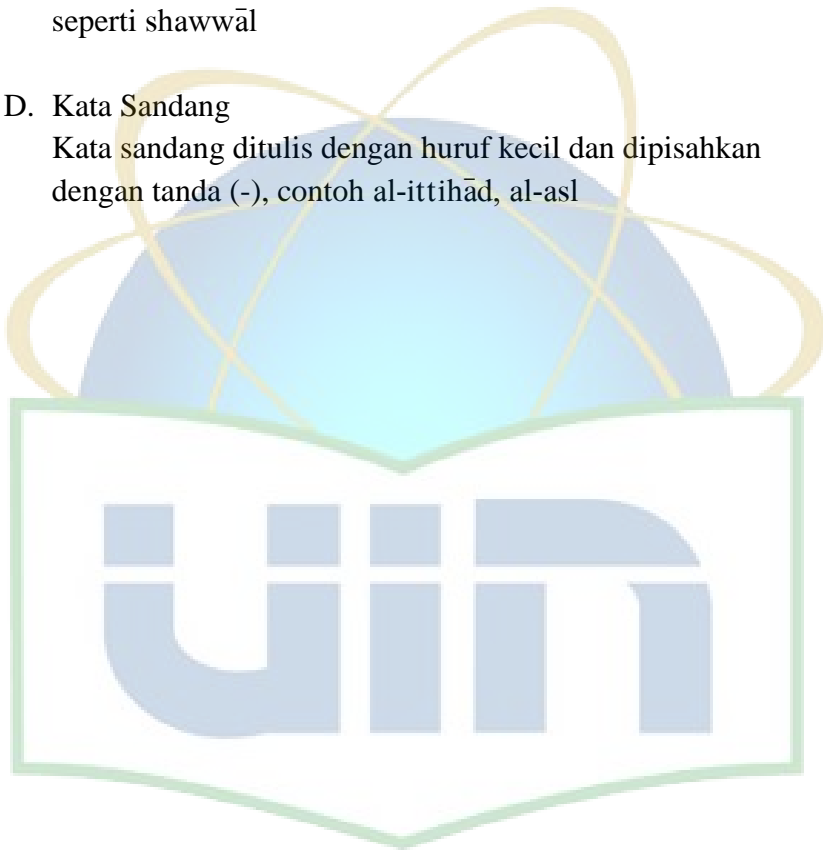 seperti shawwāl
D. Kata Sandang
Kata sandang ditulis dengan huruf kecil dan dipisahkan
dengan tanda (-), contoh al-ittihād, al-asl
uin